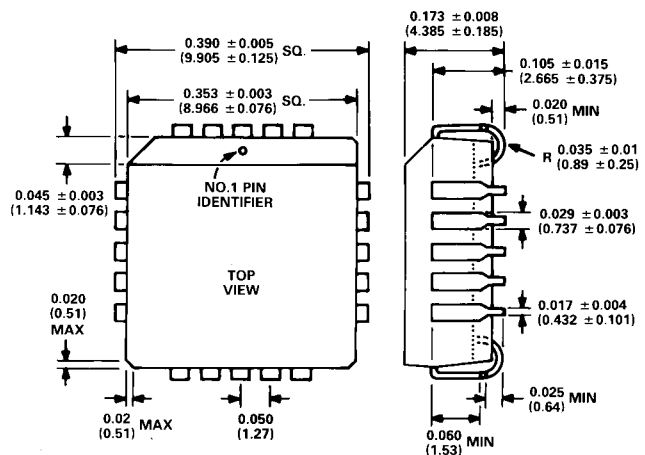 0.390 ±0.005 SQ.
(9.905 ±0.125)
0.353 ±0.003 SQ.
(8.966 ±0.076)
0.045 ±0.003
(1.143 ±0.076)
NO.1 PIN
IDENTIFIER
TOP
VIEW
0.020
(0.51)
MAX
0.02 MAX
(0.51)
0.050
(1.27)
0.173 ±0.008
(4.385 ±0.185)
0.105 ±0.015
(2.665 ±0.375)
0.020 MIN
(0.51)
R 0.035 ±0.01
(0.89 ±0.25)
0.029 ±0.003
(0.737 ±0.076)
0.017 ±0.004
(0.432 ±0.101)
0.025 MIN
(0.64)
0.060 MIN
(1.53)